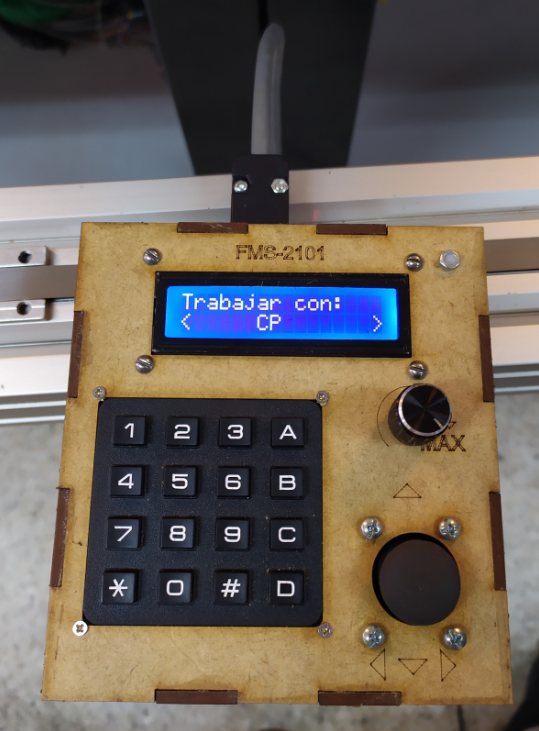 FMS-2101
Trabajar con:
< CP >
MAX
1 2 3 A
4 5 6 B
7 8 9 C
* 0 # D